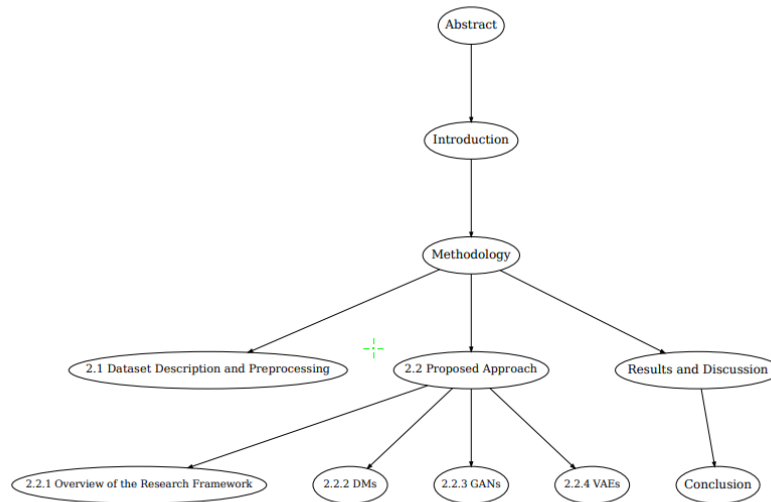 Abstract
Introduction
Methodology
2.1 Dataset Description and Preprocessing
2.2 Proposed Approach
Results and Discussion
2.2.1 Overview of the Research Framework
2.2.2 DMs
2.2.3 GANs
2.2.4 VAEs
Conclusion